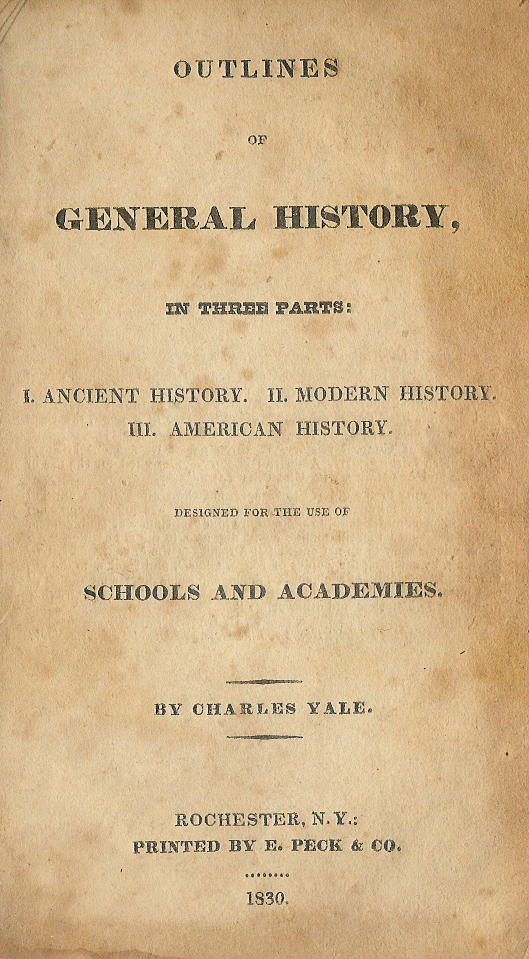 OUTLINES
OF
GENERAL HISTORY,
IN THREE PARTS:
I. ANCIENT HISTORY. II. MODERN HISTORY.
III. AMERICAN HISTORY.
DESIGNED FOR THE USE OF
SCHOOLS AND ACADEMIES.
BY CHARLES YALE.
ROCHESTER, N.Y.:
PRINTED BY E. PECK & CO.
1830.